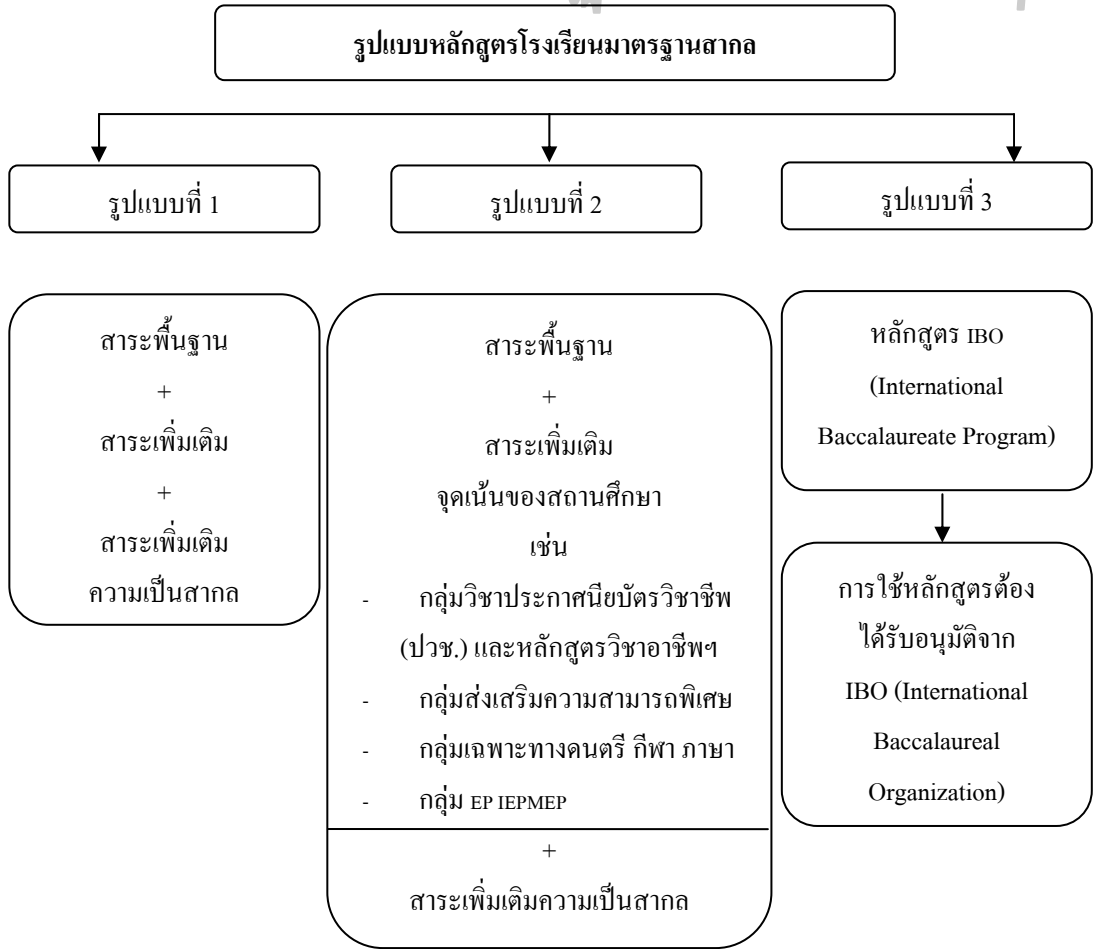 รูปแบบหลักสูตรโรงเรียนมาตรฐานสากล
รูปแบบที่ 1
รูปแบบที่ 2
รูปแบบที่ 3
สาระพื้นฐาน
+
สาระเพิ่มเติม
+
สาระเพิ่มเติม
ความเป็นสากล
สาระพื้นฐาน
+
สาระเพิ่มเติม
จุดเน้นของสถานศึกษา
เช่น
- กลุ่มวิชาประกาศนียบัตรวิชาชีพ
(ปวช.) และหลักสูตรวิชาอาชีพฯ
- กลุ่มส่งเสริมความสามารถพิเศษ
- กลุ่มเฉพาะทางดนตรี กีฬา ภาษา
- กลุ่ม EP IEPMEP
+
สาระเพิ่มเติมความเป็นสากล
หลักสูตร IBO
(International
Baccalaureate Program)
การใช้หลักสูตรต้อง
ได้รับอนุมัติจาก
IBO (International
Baccalaureal
Organization)